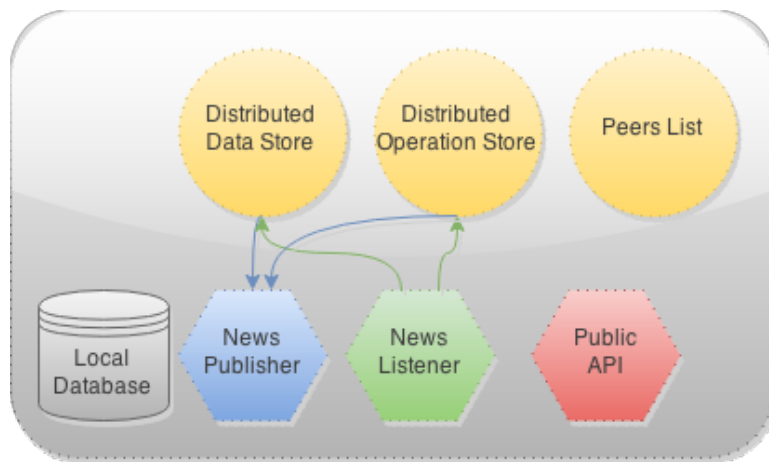 Distributed
Data Store
Distributed
Operation Store
Peers List
Local
Database
News
Publisher
News
Listener
Public
API